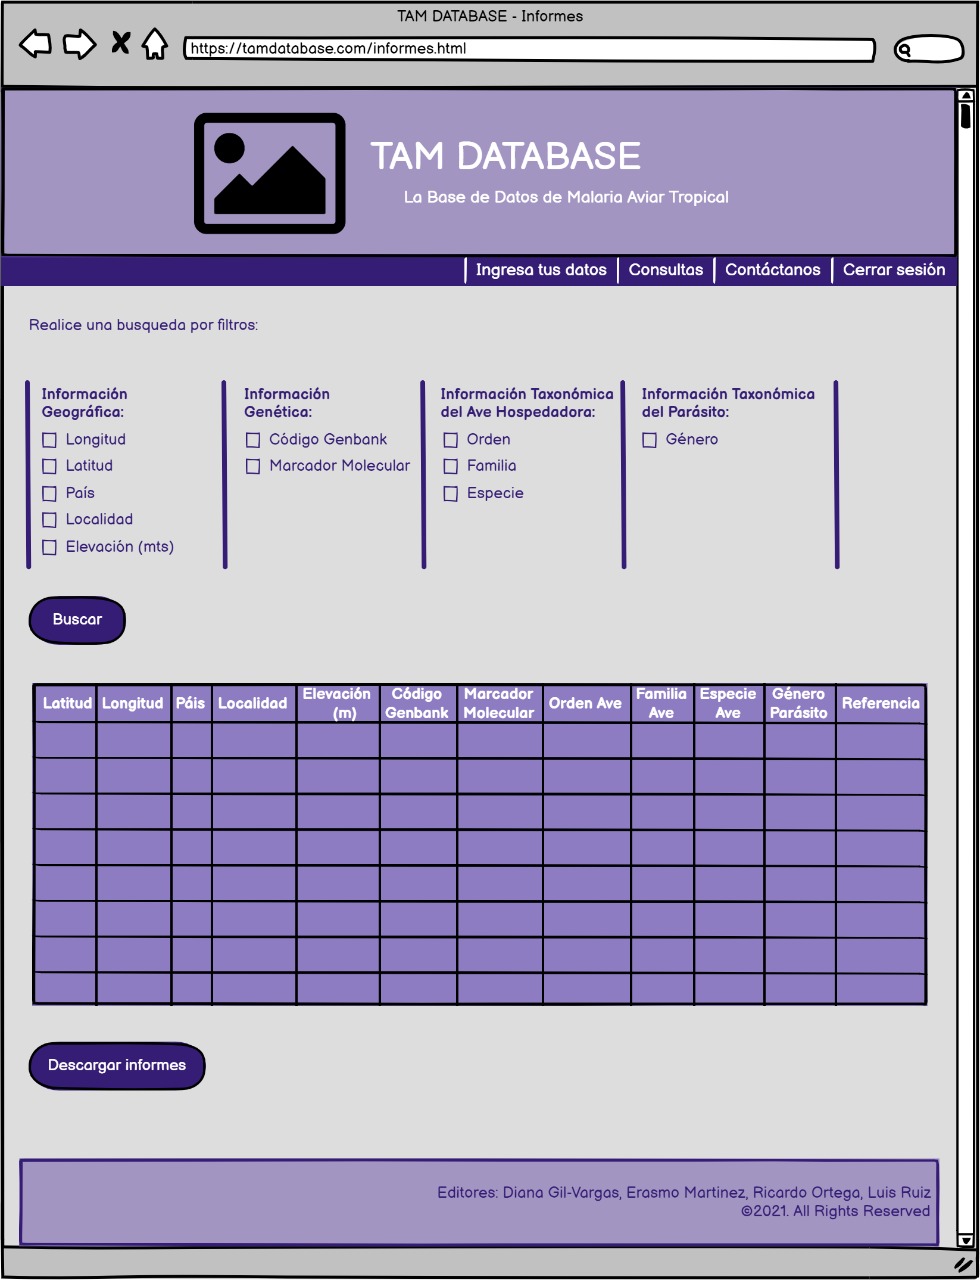 TAM DATABASE - Informes
https://tamdatabase.com/informes.html
TAM DATABASE
La Base de Datos de Malaria Aviar Tropical
Ingresa tus datos
Consultas
Contáctanos
Cerrar sesión
Realice una busqueda por filtros:
Información
Geográfica:
Longitud
Latitud
País
Localidad
Elevación (mts)
Información
Genética:
Código Genbank
Marcador Molecular
Información Taxonómica
del Ave Hospedadora:
Orden
Familia
Especie
Información Taxonómica
del Parásito:
Género
Buscar
Latitud
Longitud
Páis
Localidad
Elevación
(m)
Código
Genbank
Marcador
Molecular
Orden Ave
Familia
Ave
Especie
Ave
Género
Parásito
Referencia
Descargar informes
Editores: Diana Gil-Vargas, Erasmo Martinez, Ricardo Ortega, Luis Ruiz
©2021. All Rights Reserved